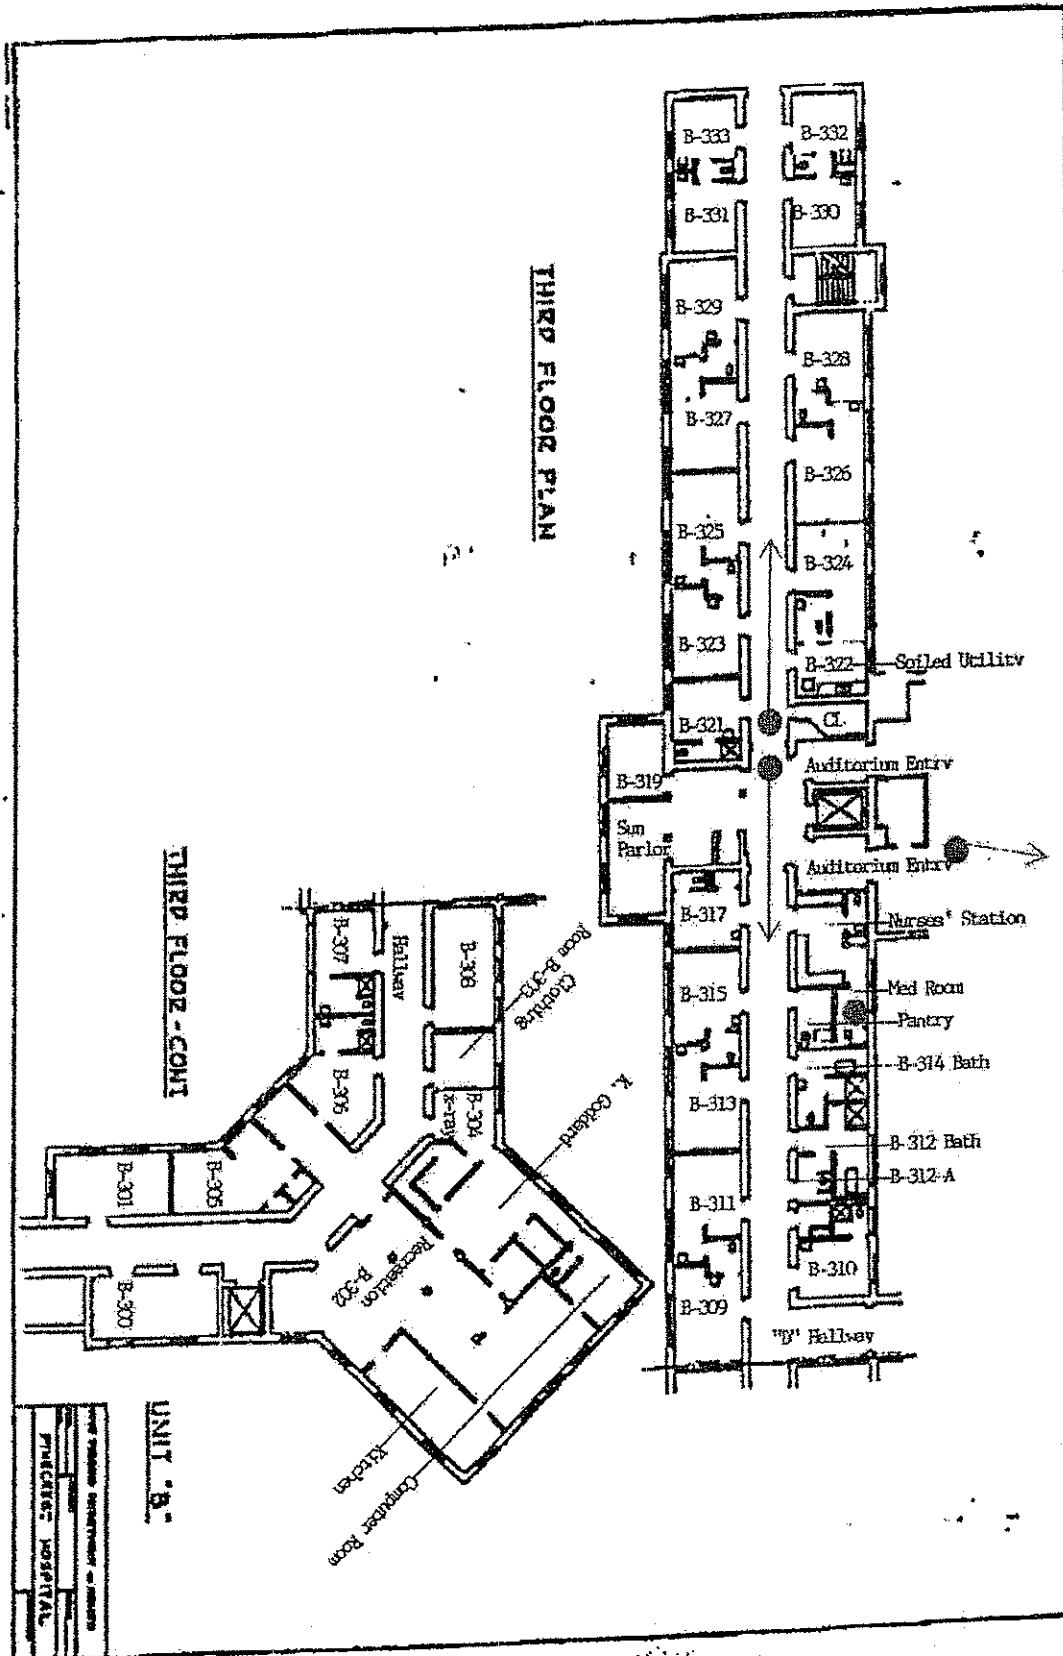 B-333
B-332
B-331
B-330
B-329
B-328
B-327
B-326
B-325
B-324
B-323
B-322
Soiled Utility
B-321
CL.
Auditorium Entry
B-319
Sun
Parlor
Auditorium Entry
B-317
Nurses' Station
B-315
Med Room
Pantry
B-314 Bath
B-313
B-312 Bath
B-312-A
B-311
B-310
B-309
"D" Hallway
THIRD FLOOR PLAN
THIRD FLOOR-CONT
B-307
Hallway
B-308
Room B-303
Clothing
B-306
B-304
x-ray
K. Goddard
B-301
B-305
Recreation
B-302
B-300
Kitchen
Computer Room
UNIT "B"
PINECREST HOSPITAL